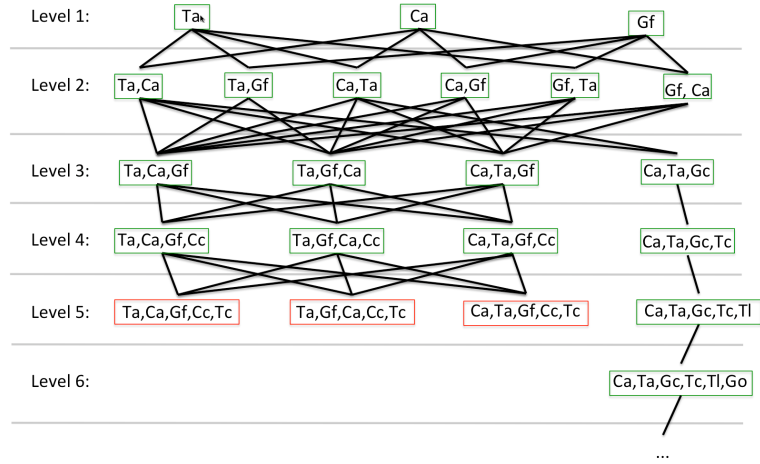 Level 1: Ta Ca Gf
Level 2: Ta,Ca Ta,Gf Ca,Ta Ca,Gf Gf, Ta Gf, Ca
Level 3: Ta,Ca,Gf Ta,Gf,Ca Ca,Ta,Gf Ca,Ta,Gc
Level 4: Ta,Ca,Gf,Cc Ta,Gf,Ca,Cc Ca,Ta,Gf,Cc Ca,Ta,Gc,Tc
Level 5: Ta,Ca,Gf,Cc,Tc Ta,Gf,Ca,Cc,Tc Ca,Ta,Gf,Cc,Tc Ca,Ta,Gc,Tc,Tl
Level 6: Ca,Ta,Gc,Tc,Tl,Go
...